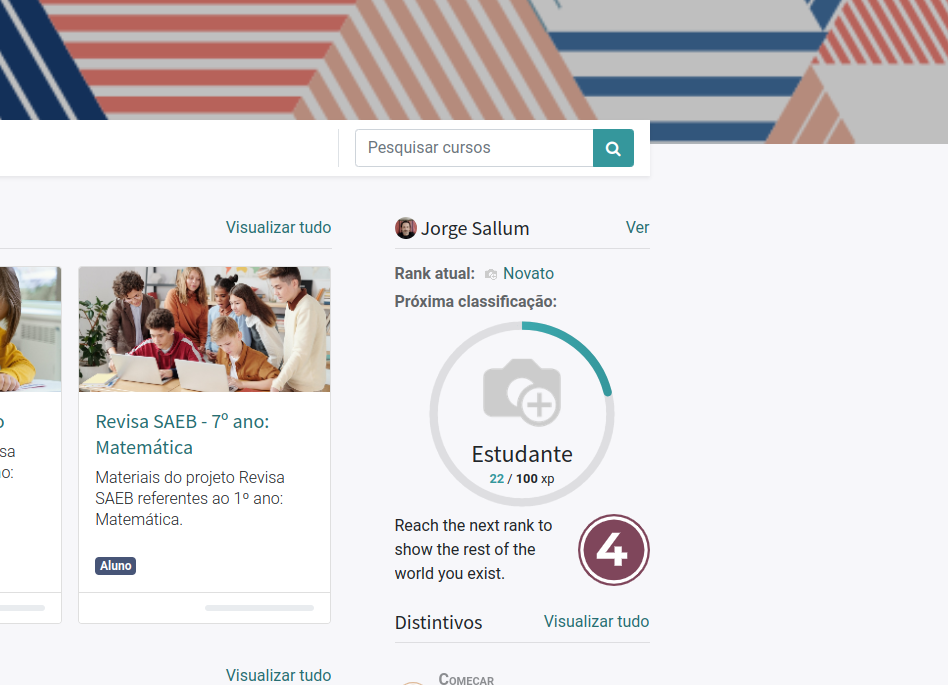 Pesquisar cursos
Visualizar tudo
o
sa
o:
Revisa SAEB - 7º ano:
Matemática
Materiais do projeto Revisa
SAEB referentes ao 1º ano:
Matemática.
Aluno
Visualizar tudo
Jorge Sallum
Ver
Rank atual: Novato
Próxima classificação:
Estudante
22 / 100 xp
Reach the next rank to
show the rest of the
world you exist.
4
Distintivos
Visualizar tudo
Começar